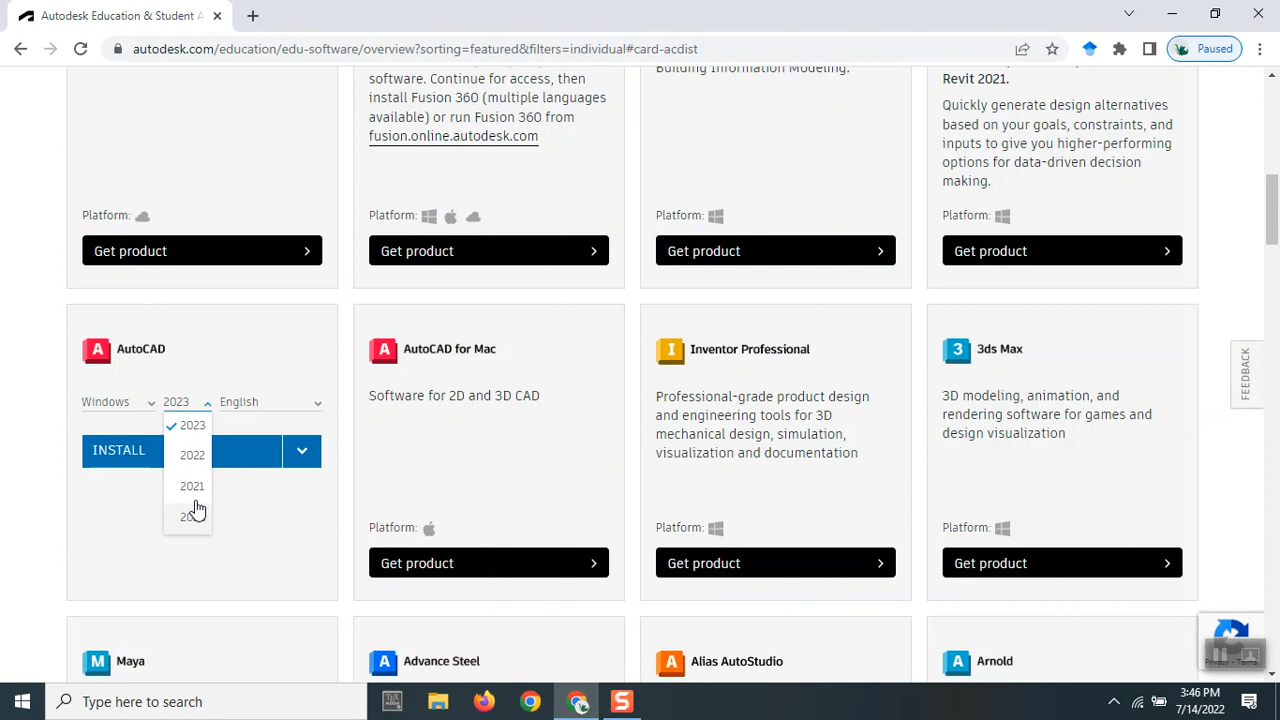 Autodesk Education & Student A
autodesk.com/education/edu-software/overview?sorting=featured&filters=individual#card-acdist
Paused
software. Continue for access, then
install Fusion 360 (multiple languages
available) or run Fusion 360 from
fusion.online.autodesk.com
Building Information Modeling.
Revit 2021.
Quickly generate design alternatives
based on your goals, constraints, and
inputs to give you higher-performing
options for data-driven decision
making.
Platform:
Platform:
Platform:
Platform:
Get product
Get product
Get product
Get product
A AutoCAD
Windows 2023 English
2023
2022
2021
INSTALL
A AutoCAD for Mac
Software for 2D and 3D CAD
Platform:
Get product
I Inventor Professional
Professional-grade product design
and engineering tools for 3D
mechanical design, simulation,
visualization and documentation
Platform:
Get product
3 3ds Max
3D modeling, animation, and
rendering software for games and
design visualization
Platform:
Get product
FEEDBACK
M Maya
A Advance Steel
A Alias AutoStudio
A Arnold
Privacy - Terms
Type here to search
S
3:46 PM
7/14/2022